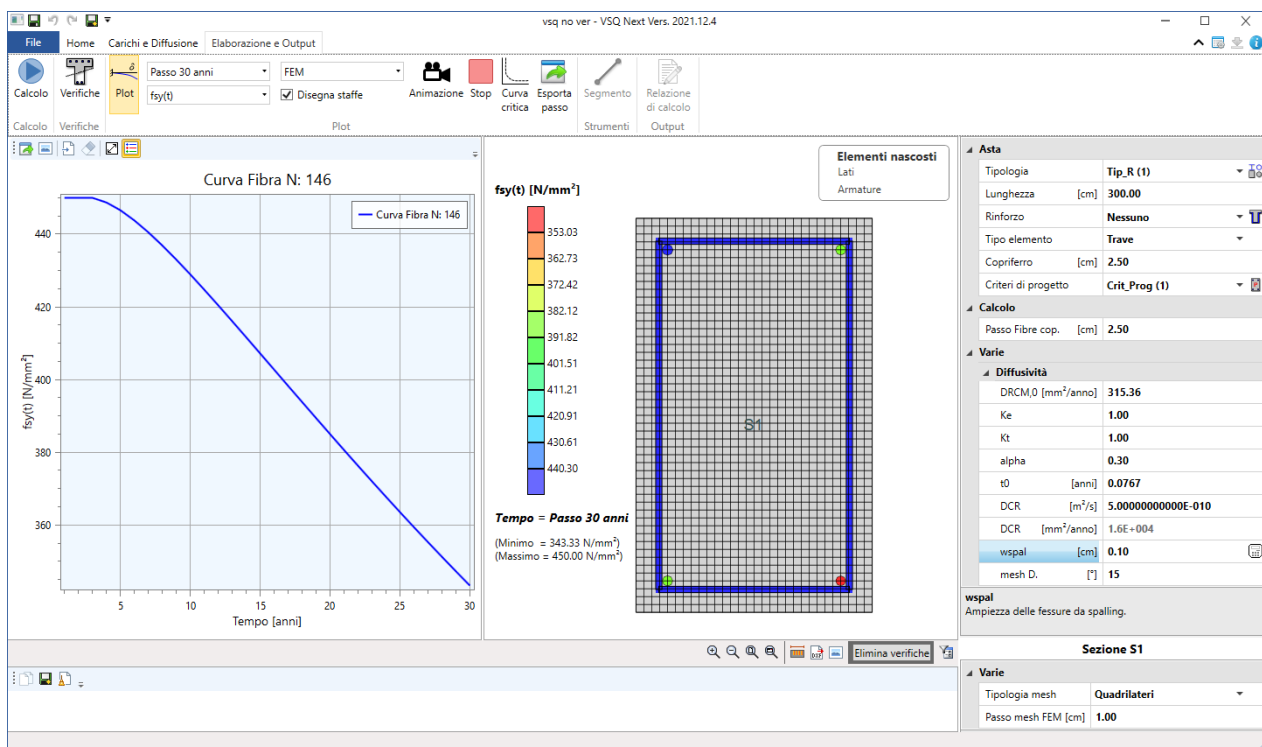 vsq no ver - VSQ Next Vers. 2021.12.4
File Home Carichi e Diffusione Elaborazione e Output
Calcolo Verifiche Plot Passo 30 anni FEM Animazione Stop Curva critica Esporta passo Segmento Relazione di calcolo
fsy(t) Disegna staffe
Calcolo Verifiche Plot Strumenti Output
Curva Fibra N: 146
Curva Fibra N: 146
fsy(t) [N/mm²]
440
420
400
380
360
5 10 15 20 25 30
Tempo [anni]
Elementi nascosti
Lati
Armature
fsy(t) [N/mm²]
353.03
362.73
372.42
382.12
391.82
401.51
411.21
420.91
430.61
440.30
Tempo = Passo 30 anni
(Minimo = 343.33 N/mm²)
(Massimo = 450.00 N/mm²)
S1
Elimina verifiche
Asta
Tipologia Tip_R (1)
Lunghezza [cm] 300.00
Rinforzo Nessuno
Tipo elemento Trave
Copriferro [cm] 2.50
Criteri di progetto Crit_Prog (1)
Calcolo
Passo Fibre cop. [cm] 2.50
Varie
Diffusività
DRCM,0 [mm²/anno] 315.36
Ke 1.00
Kt 1.00
alpha 0.30
t0 [anni] 0.0767
DCR [m²/s] 5.00000000000E-010
DCR [mm²/anno] 1.6E+004
wspal [cm] 0.10
mesh D. [°] 15
wspal
Ampiezza delle fessure da spalling.
Sezione S1
Varie
Tipologia mesh Quadrilateri
Passo mesh FEM [cm] 1.00